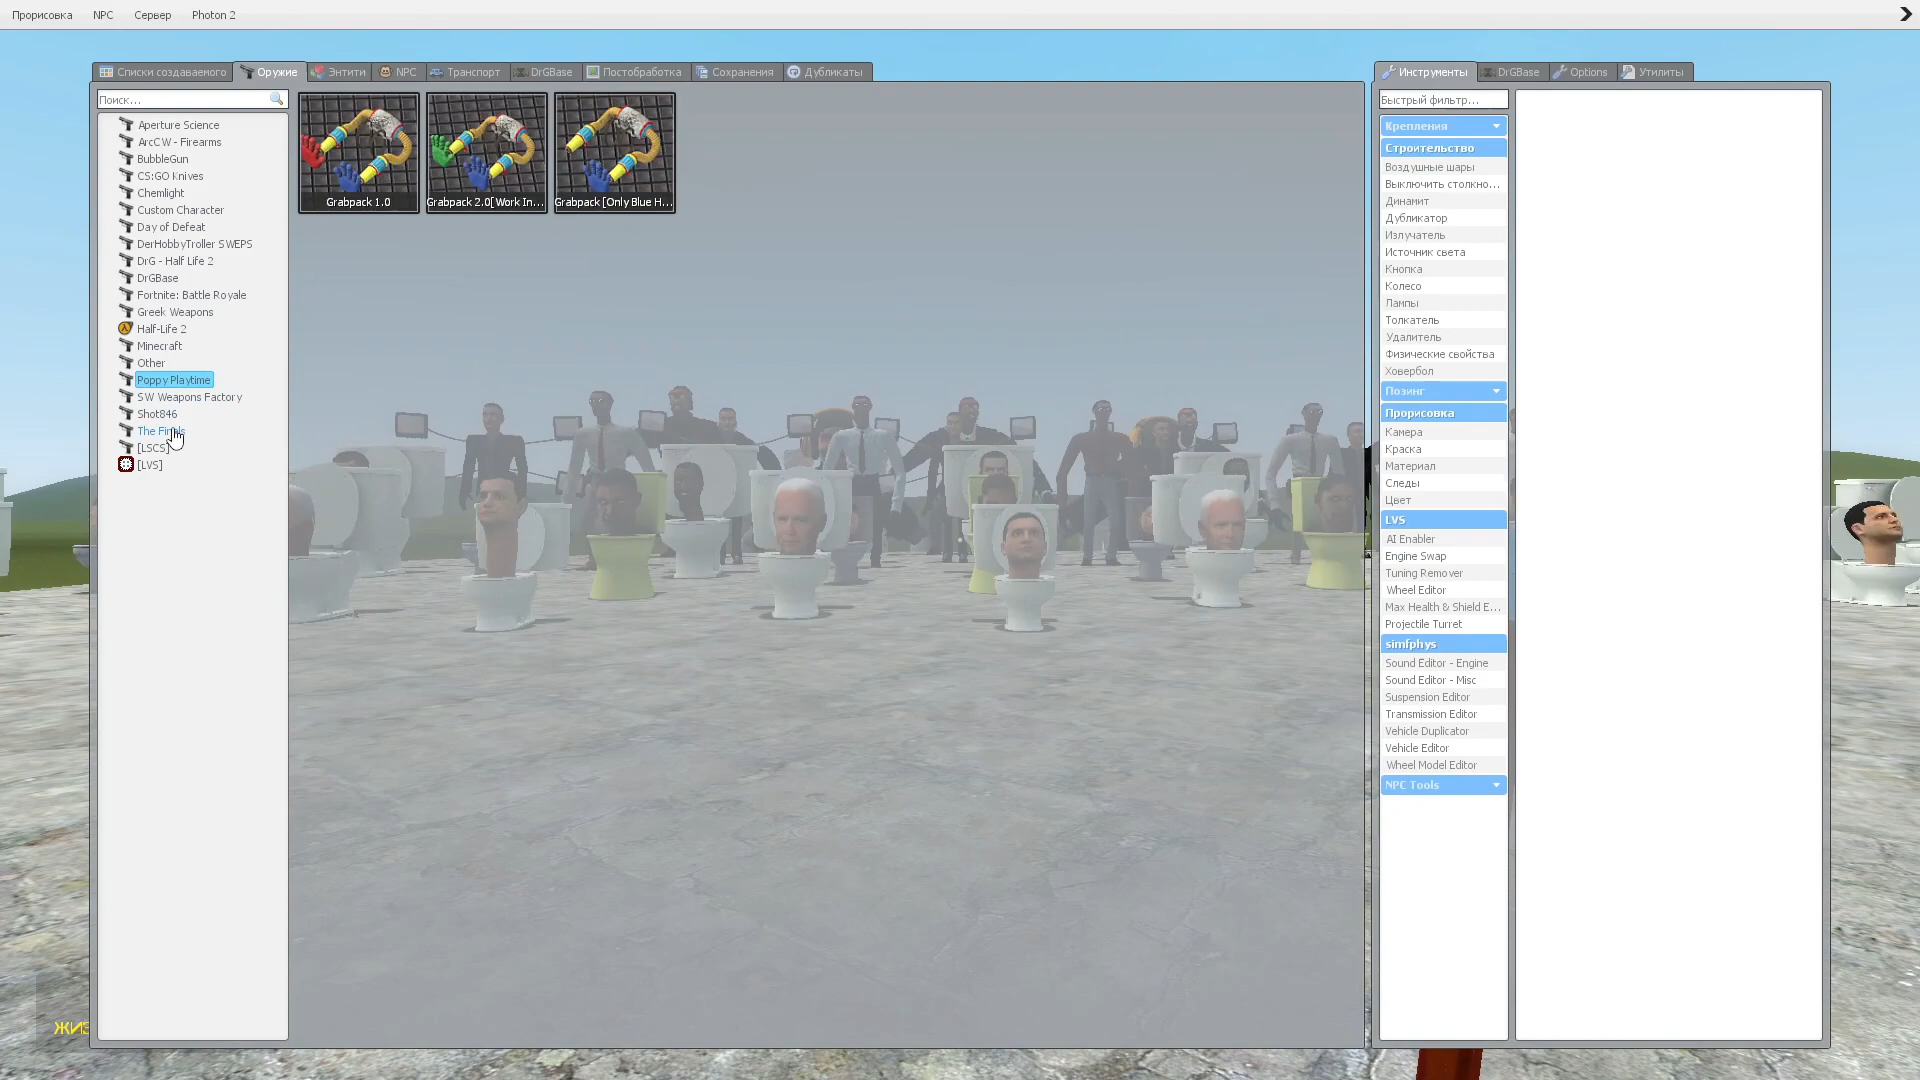 Прорисовка NPC Сервер Photon 2
Списки создаваемого Оружие Энтити NPC Транспорт DrGBase Постобработка Сохранения Дубликаты
Инструменты DrGBase Options Утилиты
Поиск...
Aperture Science
ArcCW - Firearms
BubbleGun
CS:GO Knives
Chemlight
Custom Character
Day of Defeat
DerHobbyTroller SWEPS
DrG - Half Life 2
DrGBase
Fortnite: Battle Royale
Greek Weapons
Half-Life 2
Minecraft
Other
Poppy Playtime
SW Weapons Factory
Shot846
The
[LSCS]
[LVS]
Grabpack 1.0
Grabpack 2.0[Work In...
Grabpack [Only Blue H...
Быстрый фильтр...
Крепления
Строительство
Воздушные шары
Выключить столкно...
Динамит
Дубликатор
Излучатель
Источник света
Кнопка
Колесо
Лампы
Толкатель
Удалитель
Физические свойства
Ховербол
Позинг
Прорисовка
Камера
Краска
Материал
Следы
Цвет
LVS
AI Enabler
Engine Swap
Tuning Remover
Wheel Editor
Max Health & Shield E...
Projectile Turret
simfphys
Sound Editor - Engine
Sound Editor - Misc
Suspension Editor
Transmission Editor
Vehicle Duplicator
Vehicle Editor
Wheel Model Editor
NPC Tools